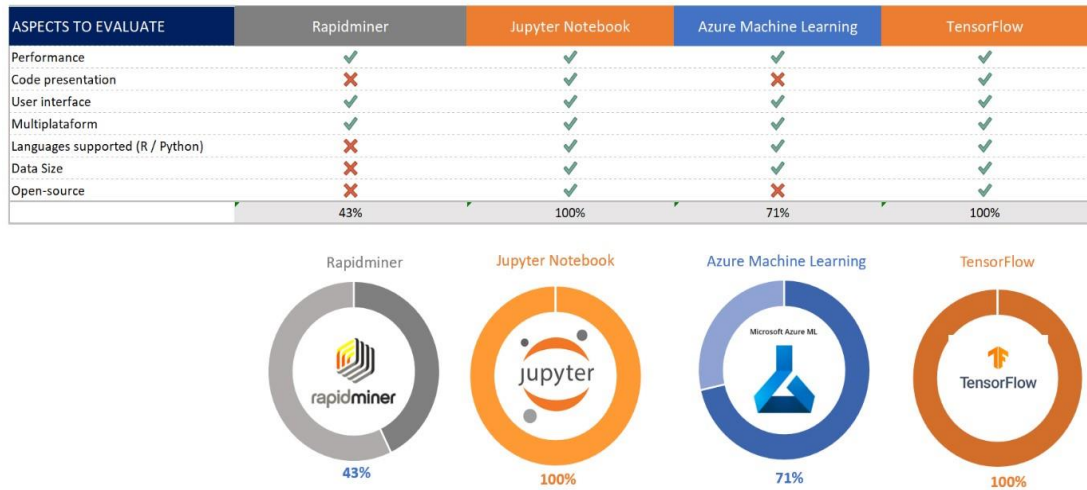 ASPECTS TO EVALUATE Rapidminer Jupyter Notebook Azure Machine Learning TensorFlow
Performance
Code presentation
User interface
Multiplataform
Languages supported (R / Python)
Data Size
Open-source
43% 100% 71% 100%
Rapidminer Jupyter Notebook Azure Machine Learning TensorFlow
Microsoft Azure ML
rapidminer jupyter TensorFlow
43% 100% 71% 100%